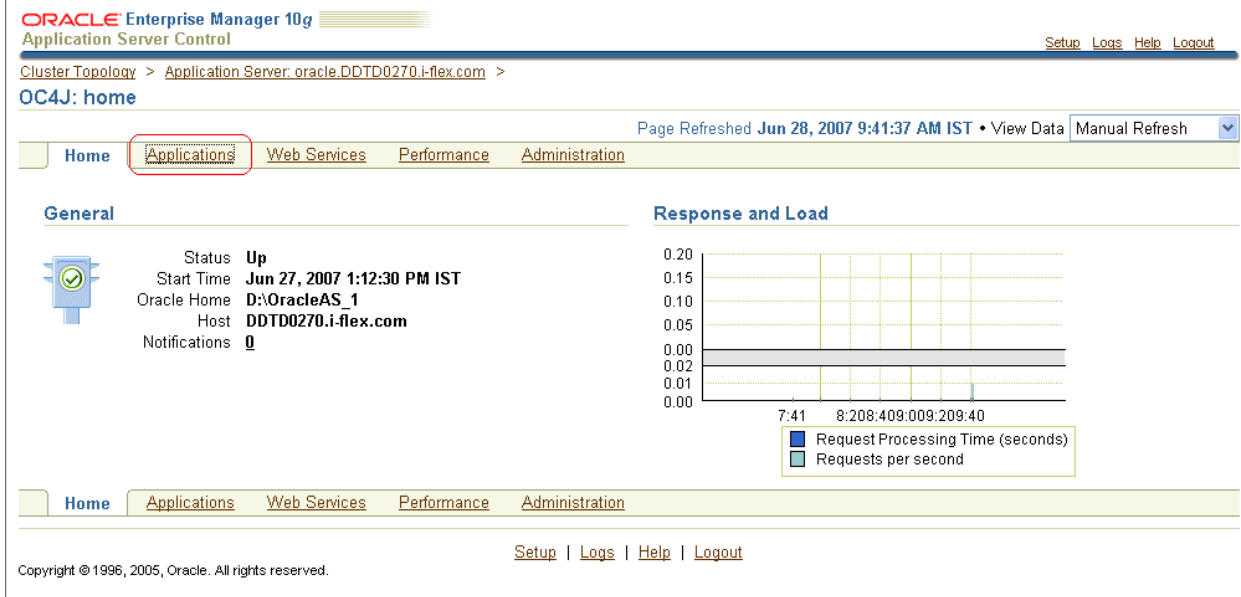 ORACLE Enterprise Manager 10g
Application Server Control
Setup Logs Help Logout
Cluster Topology > Application Server: oracle.DDTD0270.i-flex.com >
OC4J: home
Page Refreshed Jun 28, 2007 9:41:37 AM IST • View Data Manual Refresh
Home Applications Web Services Performance Administration
General
Status Up
Start Time Jun 27, 2007 1:12:30 PM IST
Oracle Home D:\OracleAS_1
Host DDTD0270.i-flex.com
Notifications 0
Response and Load
0.20
0.15
0.10
0.05
0.00
0.02
0.01
0.00
7:41 8:208:409:009:209:40
Request Processing Time (seconds)
Requests per second
Home Applications Web Services Performance Administration
Setup | Logs | Help | Logout
Copyright © 1996, 2005, Oracle. All rights reserved.